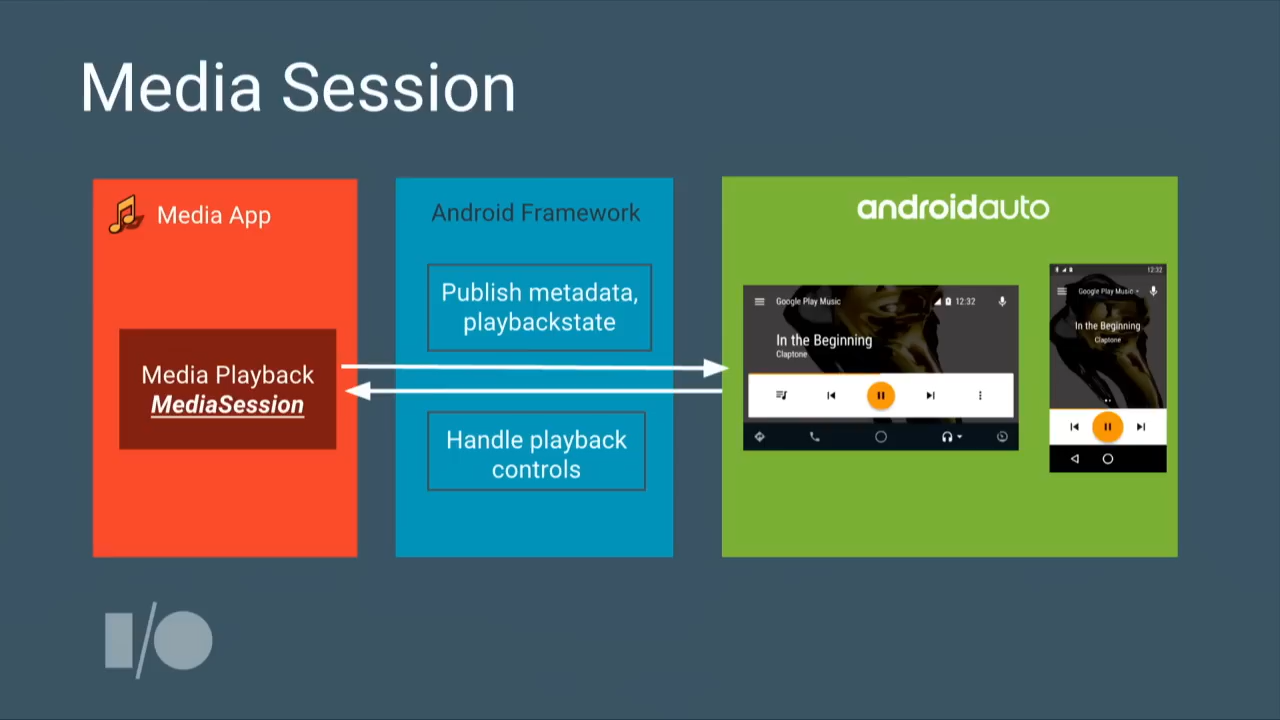 Media Session
Media App
Media Playback
MediaSession
Android Framework
Publish metadata,
playbackstate
Handle playback
controls
androidauto
Google Play Music
12:32
In the Beginning
Claptone
12:32
Google Play Music
In the Beginning
Claptone
I/O